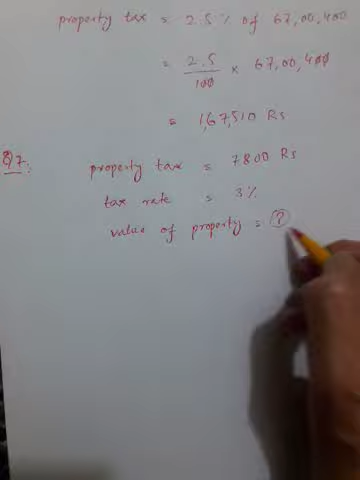 property tax = 2.5% of 67,00,400
= 2.5/100 × 67,00,400
= 1,67,510 Rs
Q7. property tax = 7800 Rs
tax rate = 3%
value of property = ?